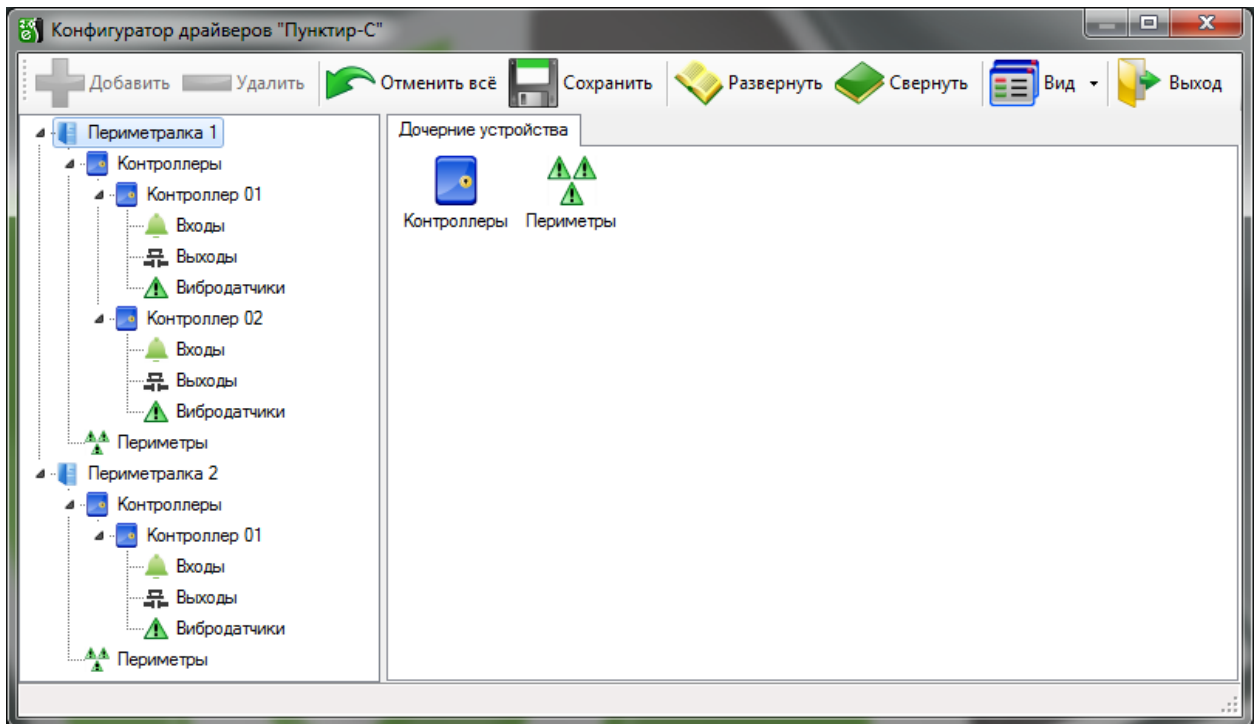 Конфигуратор драйверов "Пунктир-С"
Добавить Удалить Отменить всё Сохранить Развернуть Свернуть Вид Выход
Периметралка 1
Контроллеры
Контроллер 01
Входы
Выходы
Вибродатчики
Контроллер 02
Входы
Выходы
Вибродатчики
Периметры
Периметралка 2
Контроллеры
Контроллер 01
Входы
Выходы
Вибродатчики
Периметры
Дочерние устройства
Контроллеры Периметры